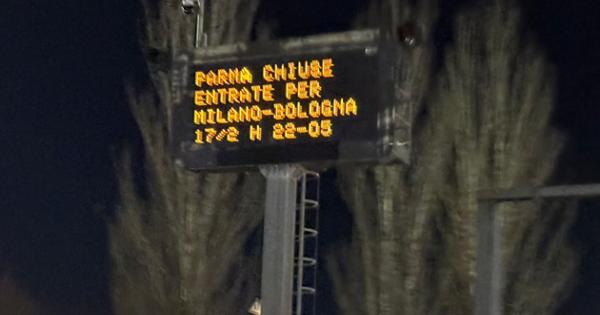 PARMA CHIUSE
ENTRATE PER
MILANO-BOLOGNA
17/2 H 22-05